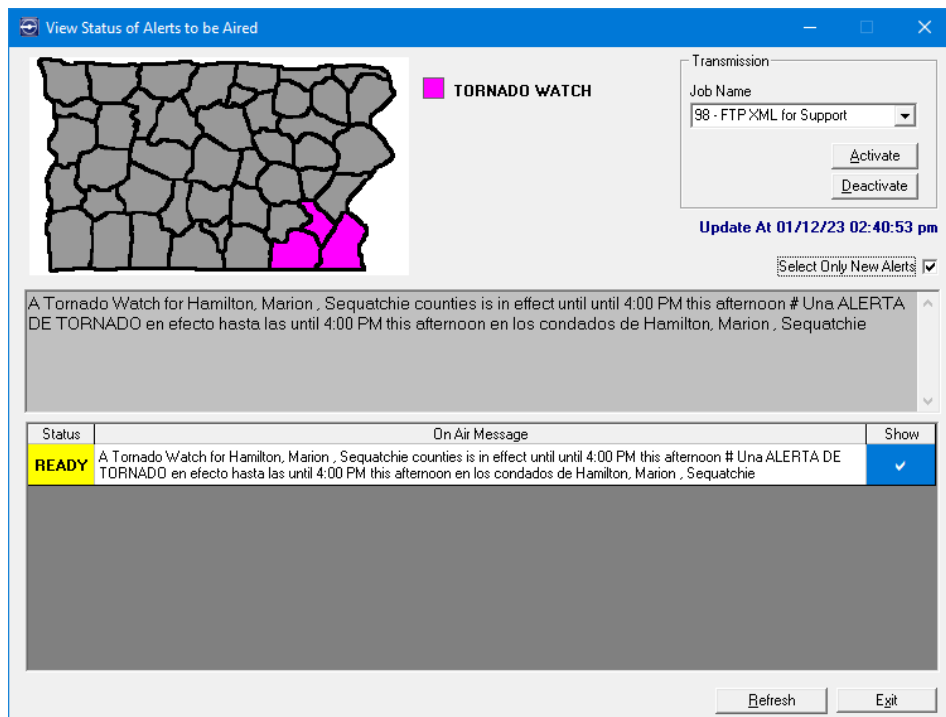 View Status of Alerts to be Aired
TORNADO WATCH
Transmission
Job Name
98 - FTP XML for Support
Activate
Deactivate
Update At 01/12/23 02:40:53 pm
Select Only New Alerts
A Tornado Watch for Hamilton, Marion , Sequatchie counties is in effect until until 4:00 PM this afternoon # Una ALERTA
DE TORNADO en efecto hasta las until 4:00 PM this afternoon en los condados de Hamilton, Marion , Sequatchie
Status On Air Message Show
READY A Tornado Watch for Hamilton, Marion , Sequatchie counties is in effect until until 4:00 PM this afternoon # Una ALERTA DE
TORNADO en efecto hasta las until 4:00 PM this afternoon en los condados de Hamilton, Marion , Sequatchie
Refresh Exit